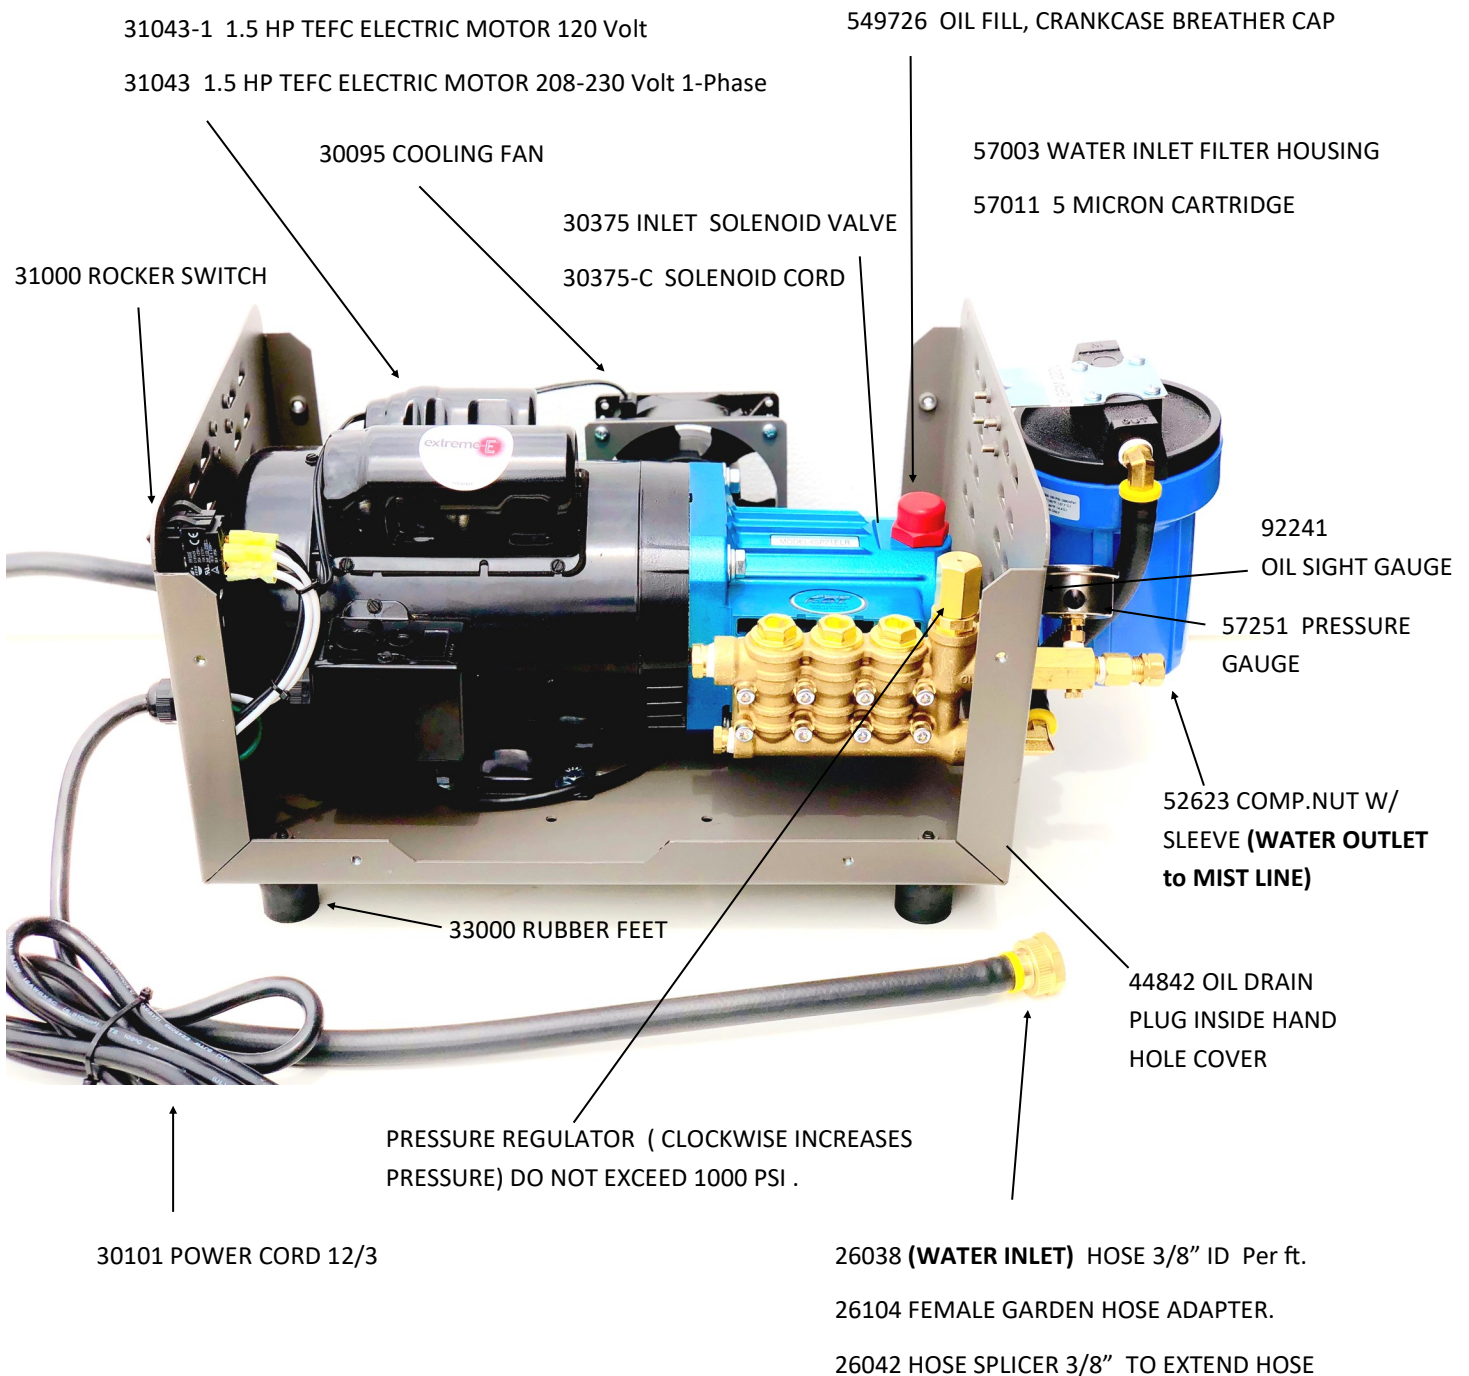 31043-1 1.5 HP TEFC ELECTRIC MOTOR 120 Volt
31043 1.5 HP TEFC ELECTRIC MOTOR 208-230 Volt 1-Phase
549726 OIL FILL, CRANKCASE BREATHER CAP
30095 COOLING FAN
57003 WATER INLET FILTER HOUSING
57011 5 MICRON CARTRIDGE
30375 INLET SOLENOID VALVE
30375-C SOLENOID CORD
31000 ROCKER SWITCH
extreme E
OUT
92241
OIL SIGHT GAUGE
57251 PRESSURE
GAUGE
52623 COMP.NUT W/
SLEEVE (WATER OUTLET
to MIST LINE)
33000 RUBBER FEET
44842 OIL DRAIN
PLUG INSIDE HAND
HOLE COVER
PRESSURE REGULATOR ( CLOCKWISE INCREASES
PRESSURE) DO NOT EXCEED 1000 PSI .
30101 POWER CORD 12/3
26038 (WATER INLET) HOSE 3/8” ID Per ft.
26104 FEMALE GARDEN HOSE ADAPTER.
26042 HOSE SPLICER 3/8” TO EXTEND HOSE